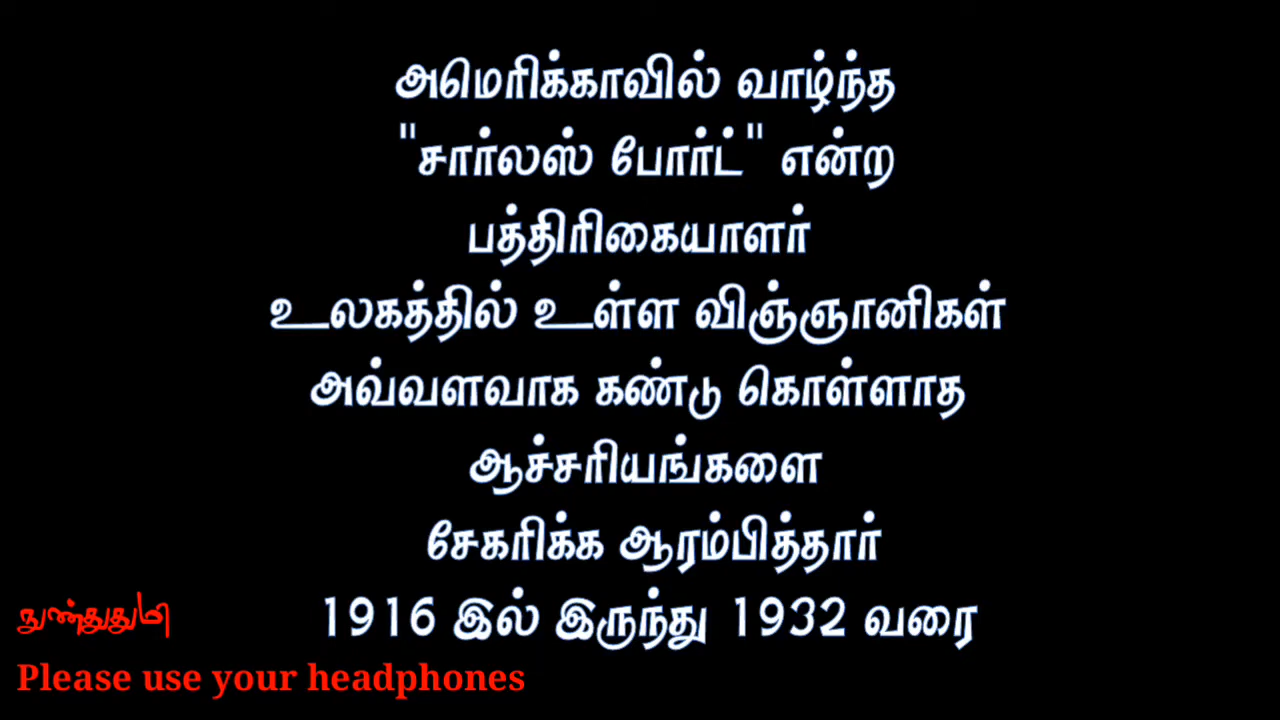 அமெரிக்காவில் வாழ்ந்த
"சார்லஸ் போர்ட்" என்ற
பத்திரிகையாளர்
உலகத்தில் உள்ள விஞ்ஞானிகள்
அவ்வளவாக கண்டு கொள்ளாத
ஆச்சரியங்களை
சேகரிக்க ஆரம்பித்தார்
1916 இல் இருந்து 1932 வரை
நுண்துதுமி
Please use your headphones